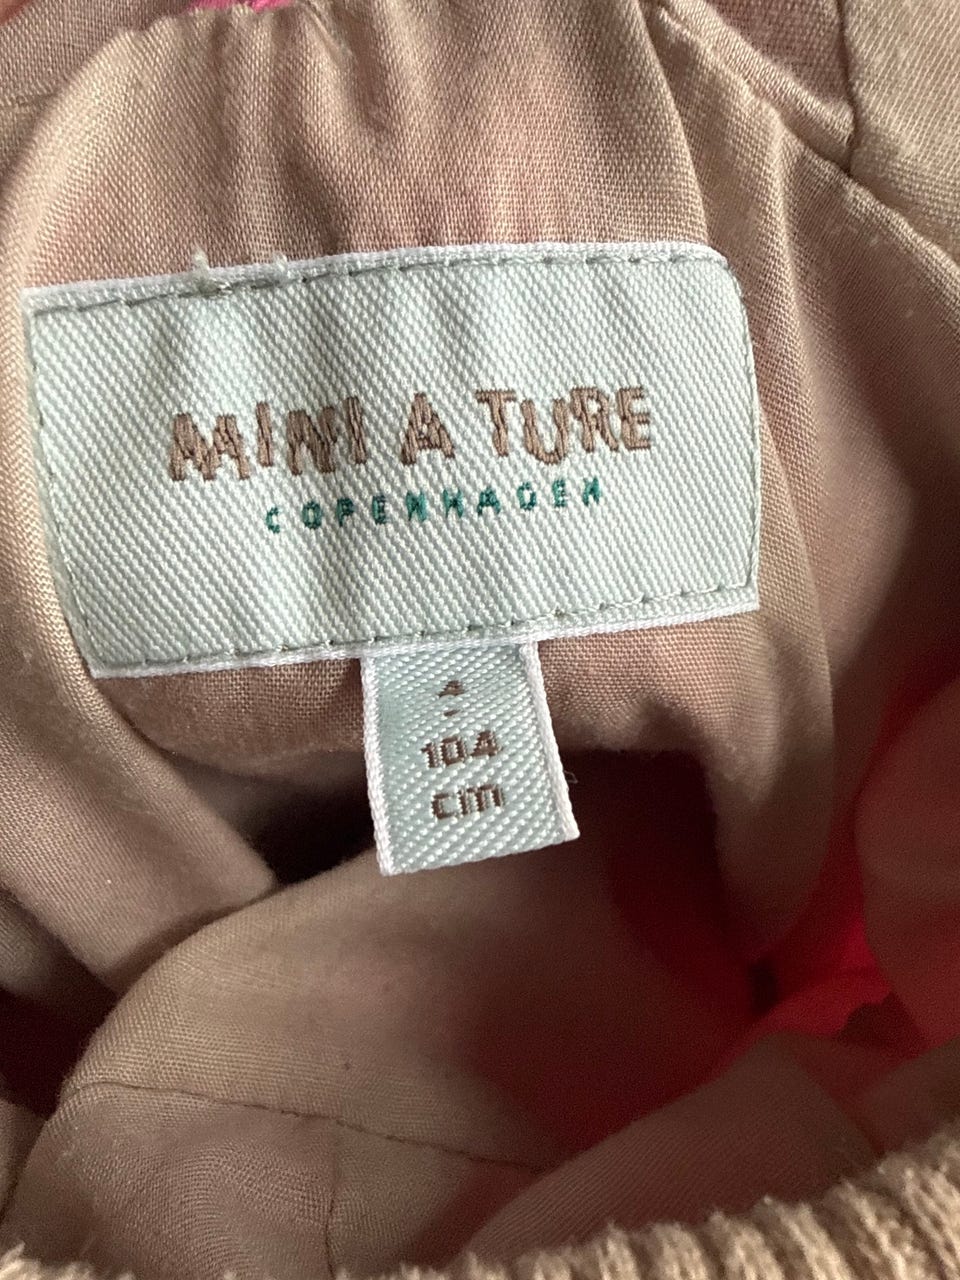 MINI A TURE
COPENHAGEN
4
-
104
cm